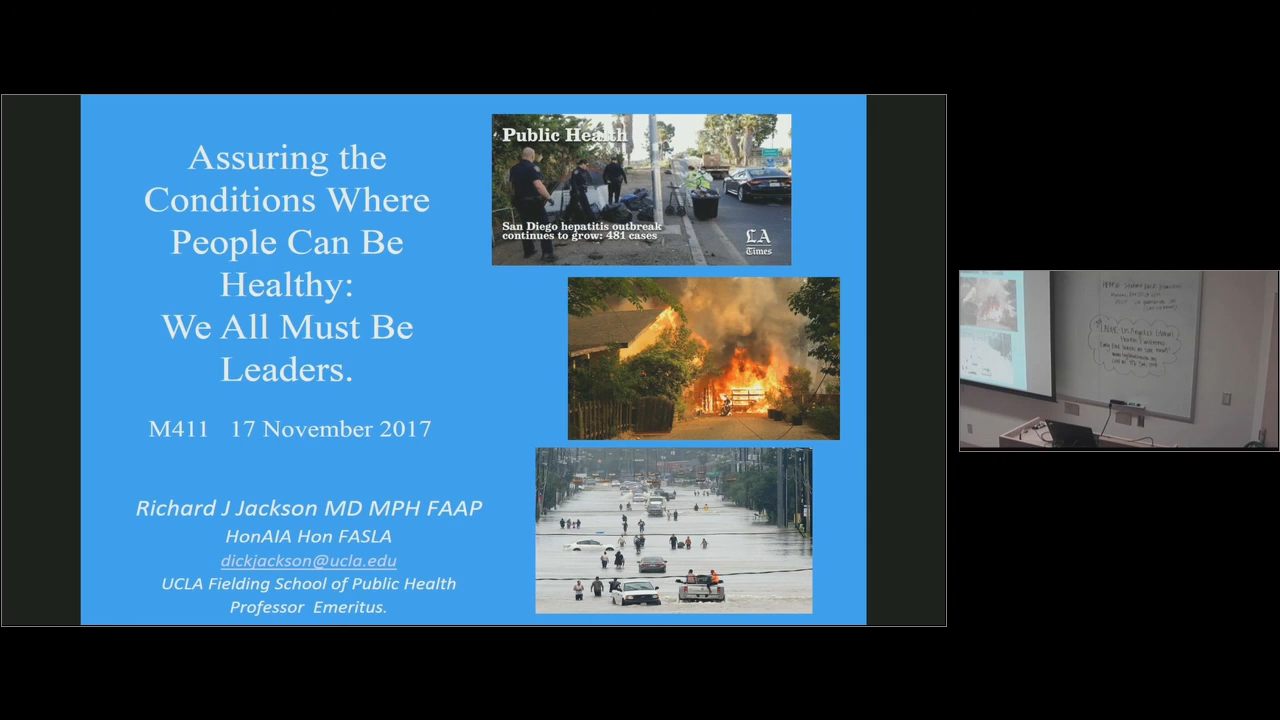 Assuring the
Conditions Where
People Can Be
Healthy:
We All Must Be
Leaders.
M411 17 November 2017
Richard J Jackson MD MPH FAAP
HonAIA Hon FASLA
dickjackson@ucla.edu
UCLA Fielding School of Public Health
Professor Emeritus.
Public Health
San Diego hepatitis outbreak
continues to grow: 481 cases
LA
Times